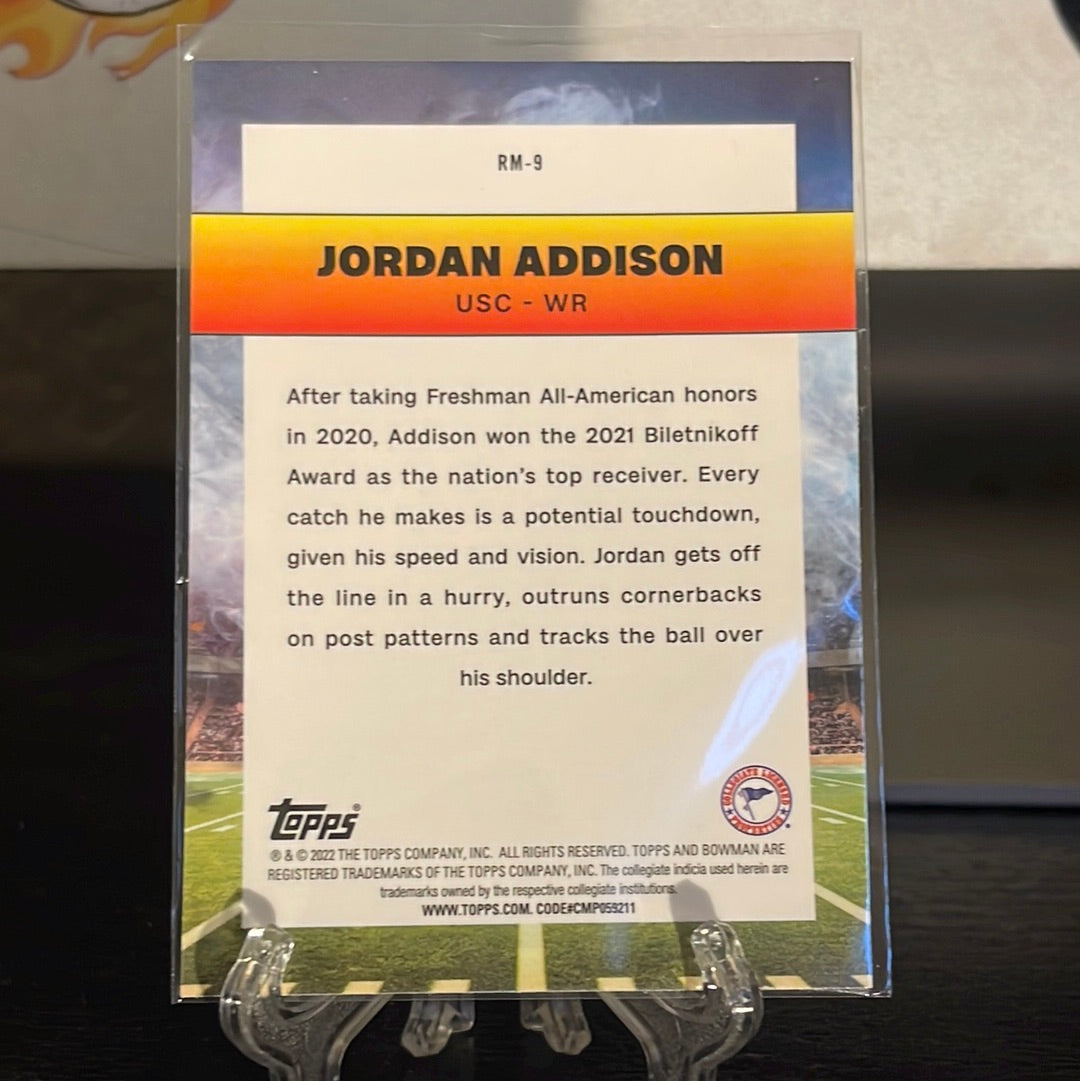 RM-9
JORDAN ADDISON
USC - WR
After taking Freshman All-American honors
in 2020, Addison won the 2021 Biletnikoff
Award as the nation's top receiver. Every
catch he makes is a potential touchdown,
given his speed and vision. Jordan gets off
the line in a hurry, outruns cornerbacks
on post patterns and tracks the ball over
his shoulder.
Topps®
COLLEGIATE LICENSED
® & © 2022 THE TOPPS COMPANY, INC. ALL RIGHTS RESERVED. TOPPS AND BOWMAN ARE
REGISTERED TRADEMARKS OF THE TOPPS COMPANY, INC. The collegiate indicia used herein are
trademarks owned by the respective collegiate institutions.
WWW.TOPPS.COM. CODE#CMP059211